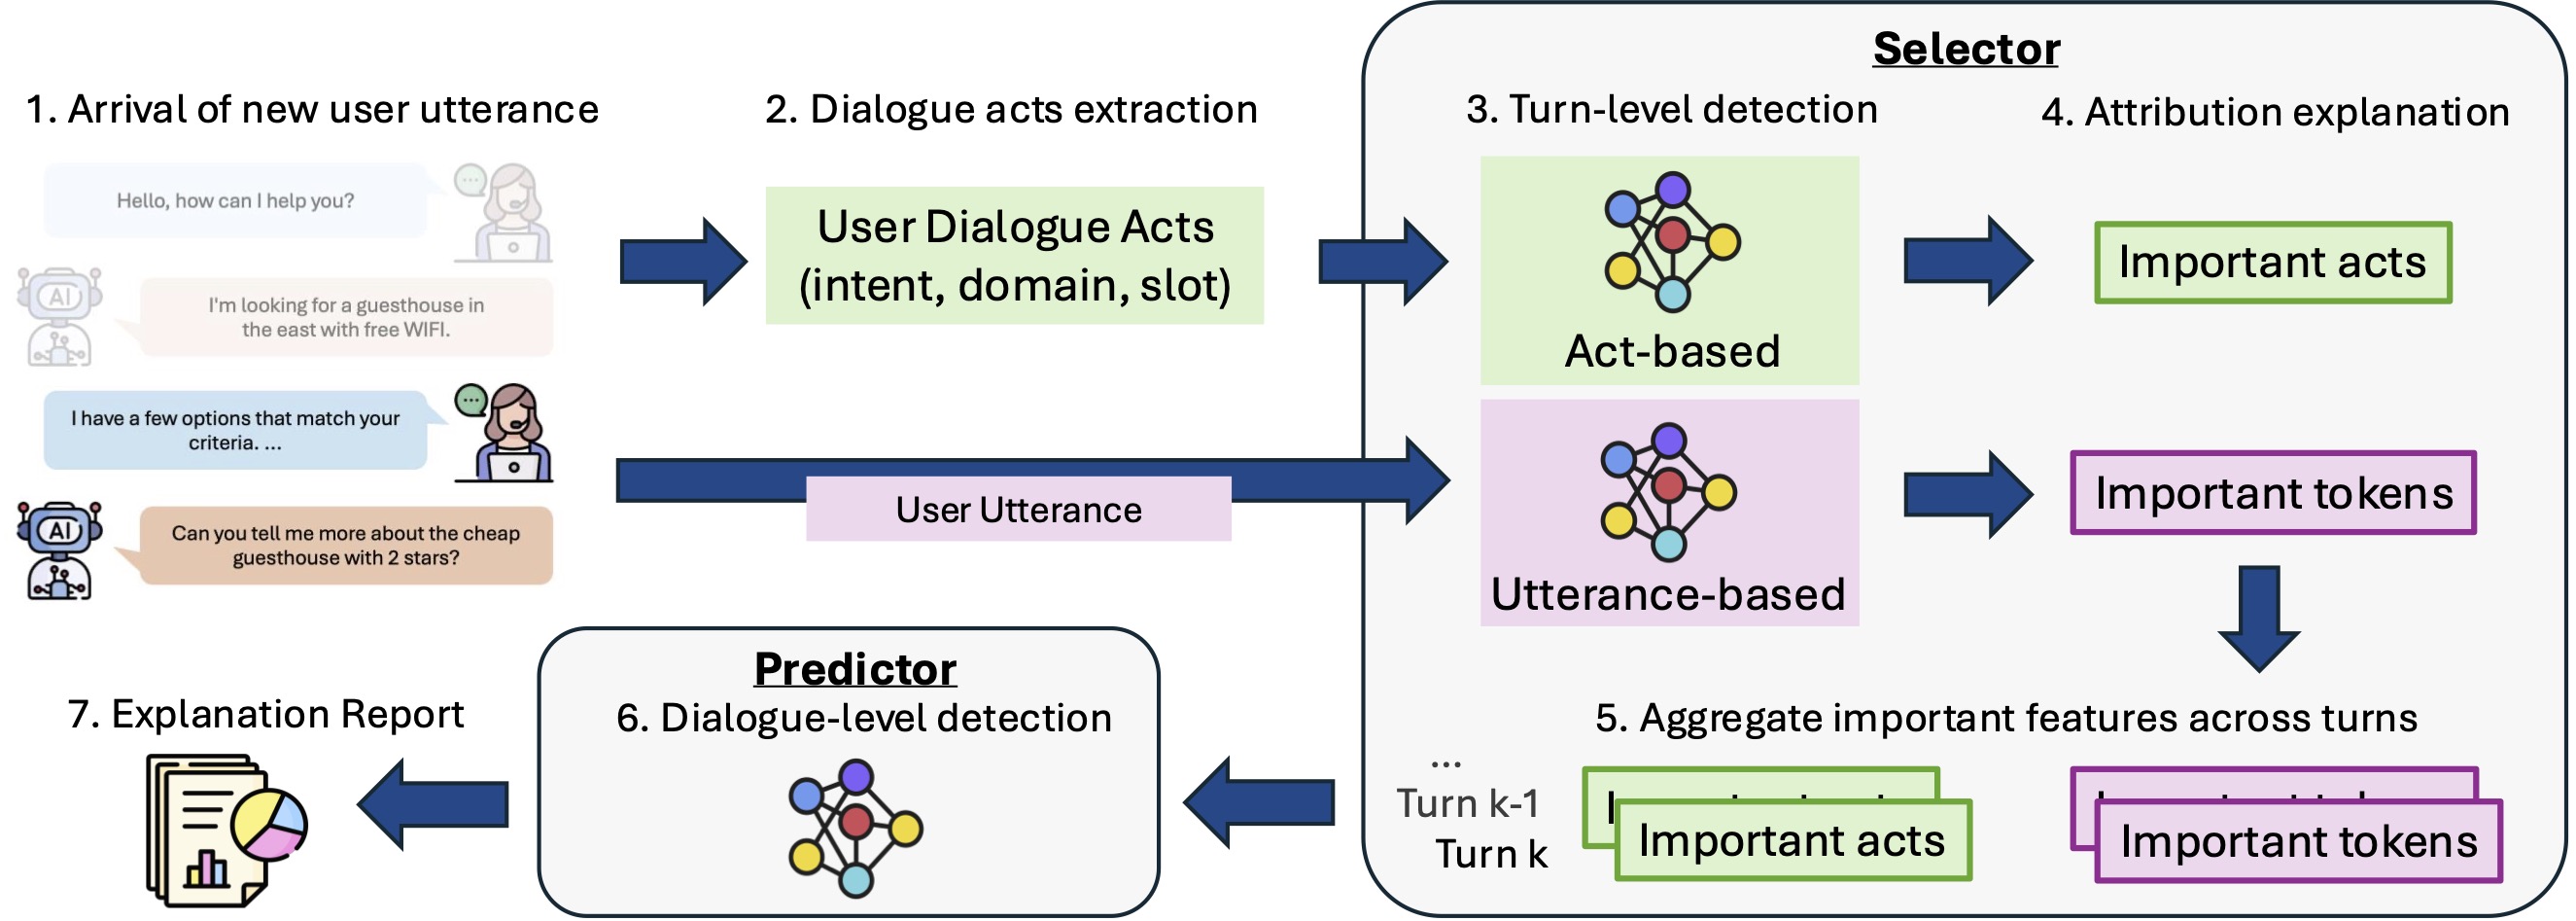 Selector
1. Arrival of new user utterance
2. Dialogue acts extraction
3. Turn-level detection
4. Attribution explanation
Hello, how can I help you?
AI
I'm looking for a guesthouse in
the east with free WIFI.
I have a few options that match your
criteria. ...
AI
Can you tell me more about the cheap
guesthouse with 2 stars?
User Dialogue Acts
(intent, domain, slot)
User Utterance
Act-based
Utterance-based
Important acts
Important tokens
5. Aggregate important features across turns
...
Turn k-1
Turn k
Important acts
Important tokens
Predictor
6. Dialogue-level detection
7. Explanation Report